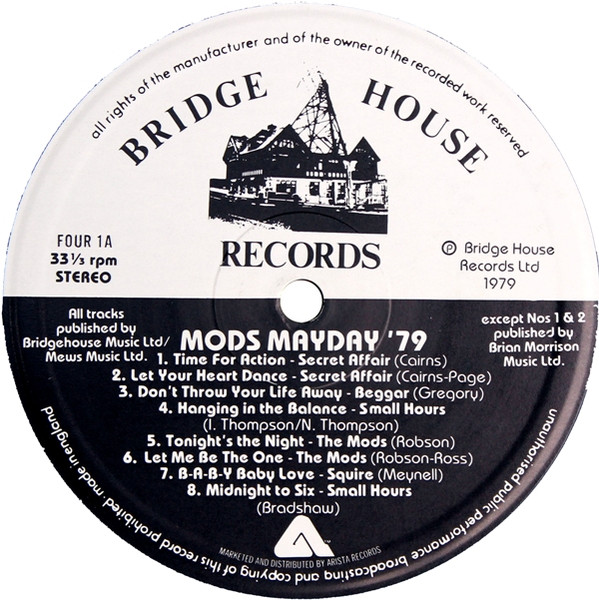 all rights of the manufacturer and of the owner of the recorded work reserved
BRIDGE HOUSE
RECORDS
FOUR 1A
33⅓ rpm
STEREO
℗ Bridge House
Records Ltd
1979
All tracks
published by
Bridgehouse Music Ltd/
Mews Music Ltd.
MODS MAYDAY '79
except Nos 1 & 2
published by
Brian Morrison
Music Ltd.
1. Time For Action - Secret Affair (Cairns)
2. Let Your Heart Dance - Secret Affair (Cairns-Page)
3. Don't Throw Your Life Away - Beggar (Gregory)
4. Hanging in the Balance - Small Hours
(I. Thompson/N. Thompson)
5. Tonight's the Night - The Mods (Robson)
6. Let Me Be The One - The Mods (Robson-Ross)
7. B-A-B-Y Baby Love - Squire (Meynell)
8. Midnight to Six - Small Hours
(Bradshaw)
TM
MARKETED AND DISTRIBUTED BY ARISTA RECORDS
unauthorised public performance broadcasting and copying of this record prohibited made in england